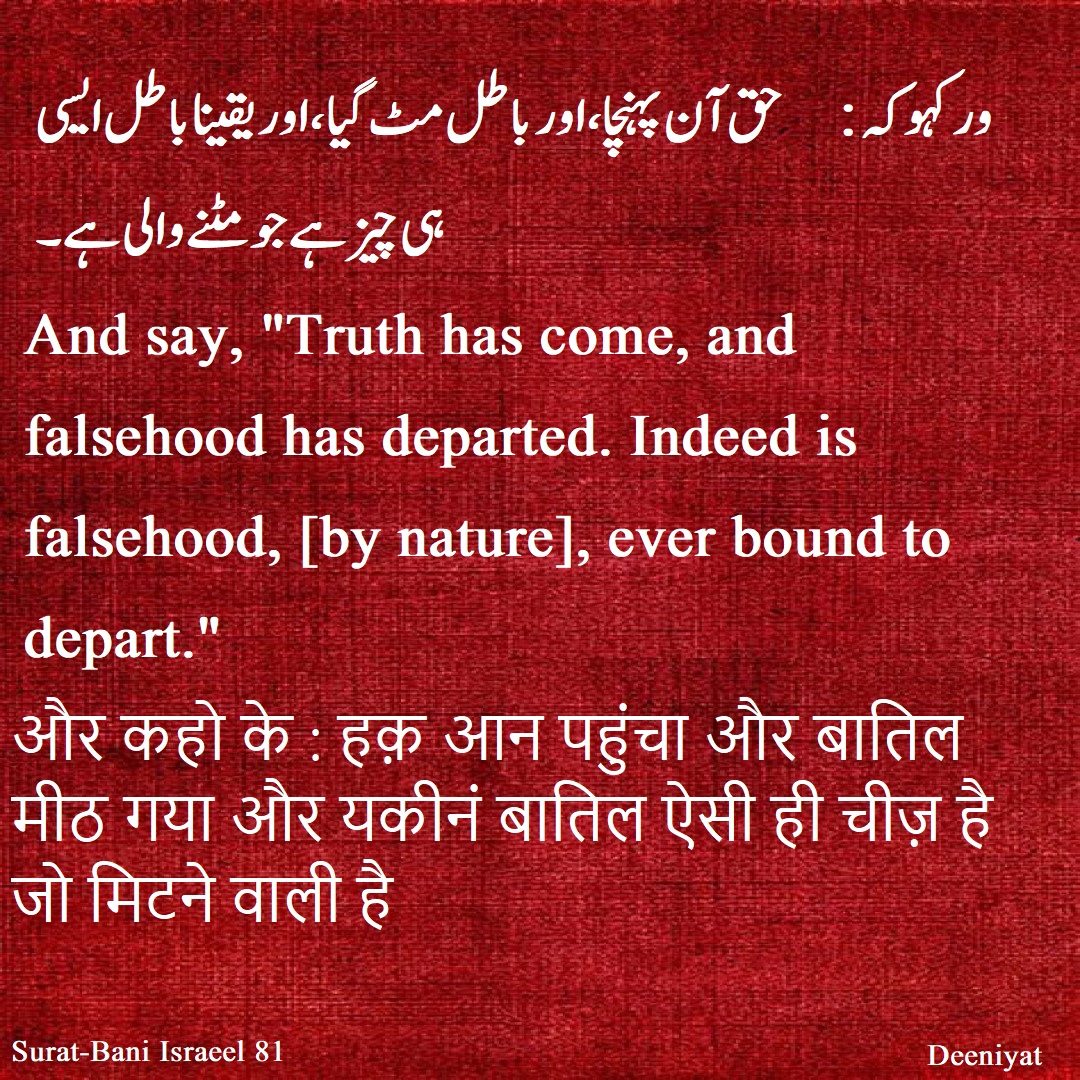 ور کہو کہ : حق آن پہنچا، اور باطل مٹ گیا، اور یقینا باطل ایسی
ہی چیز ہے جو مٹنے والی ہے۔
And say, "Truth has come, and
falsehood has departed. Indeed is
falsehood, [by nature], ever bound to
depart."
और कहो के : हक़ आन पहुंचा और बातिल
मीठ गया और यकीनं बातिल ऐसी ही चीज़ है
जो मिटने वाली है
Surat-Bani Israeel 81
Deeniyat